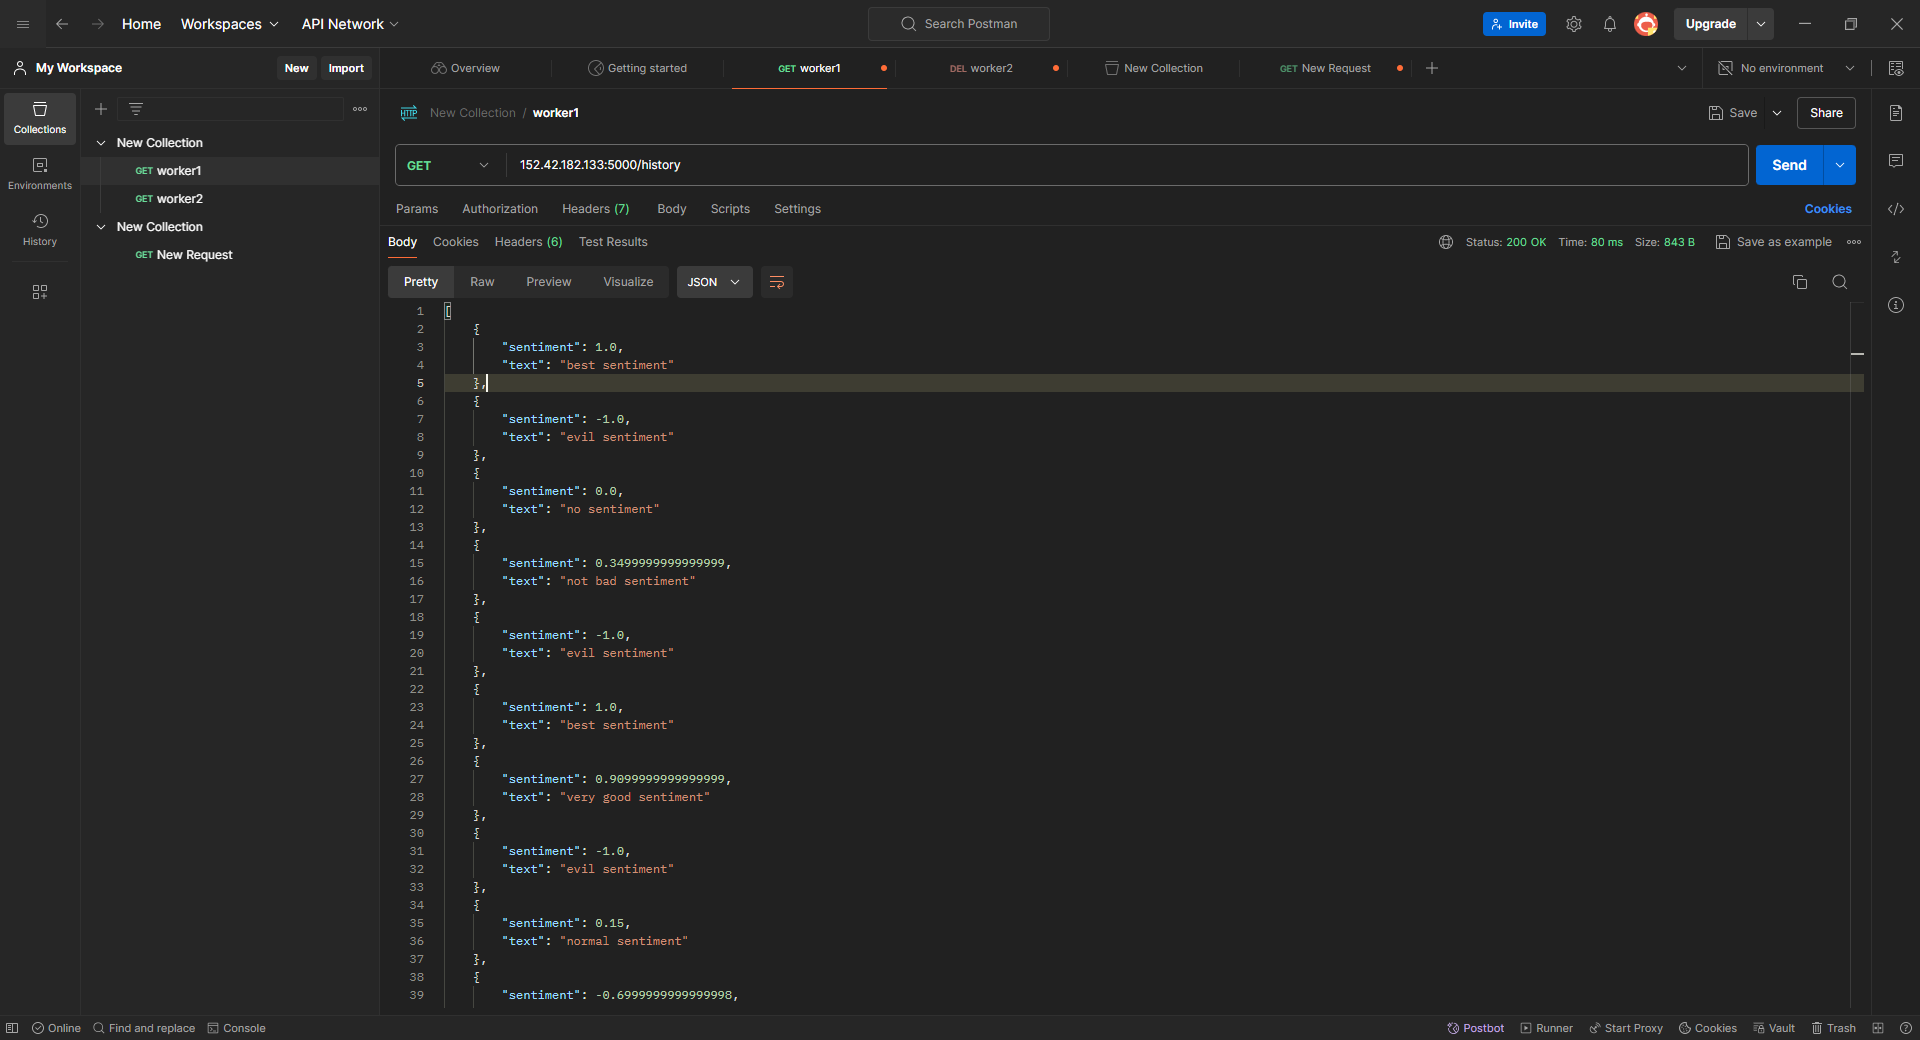 Home Workspaces API Network Search Postman Invite Upgrade
My Workspace New Import Overview Getting started GET worker1 DEL worker2 New Collection GET New Request No environment
Collections
Environments
History
New Collection
GET worker1
GET worker2
New Collection
GET New Request
HTTP New Collection / worker1 Save Share
GET 152.42.182.133:5000/history Send
Params Authorization Headers (7) Body Scripts Settings Cookies
Body Cookies Headers (6) Test Results Status: 200 OK Time: 80 ms Size: 843 B Save as example
Pretty Raw Preview Visualize JSON
1 [
2 {
3 "sentiment": 1.0,
4 "text": "best sentiment"
5 },
6 {
7 "sentiment": -1.0,
8 "text": "evil sentiment"
9 },
10 {
11 "sentiment": 0.0,
12 "text": "no sentiment"
13 },
14 {
15 "sentiment": 0.3499999999999999,
16 "text": "not bad sentiment"
17 },
18 {
19 "sentiment": -1.0,
20 "text": "evil sentiment"
21 },
22 {
23 "sentiment": 1.0,
24 "text": "best sentiment"
25 },
26 {
27 "sentiment": 0.9099999999999999,
28 "text": "very good sentiment"
29 },
30 {
31 "sentiment": -1.0,
32 "text": "evil sentiment"
33 },
34 {
35 "sentiment": 0.15,
36 "text": "normal sentiment"
37 },
38 {
39 "sentiment": -0.6999999999999998,
Online Find and replace Console Postbot Runner Start Proxy Cookies Vault Trash